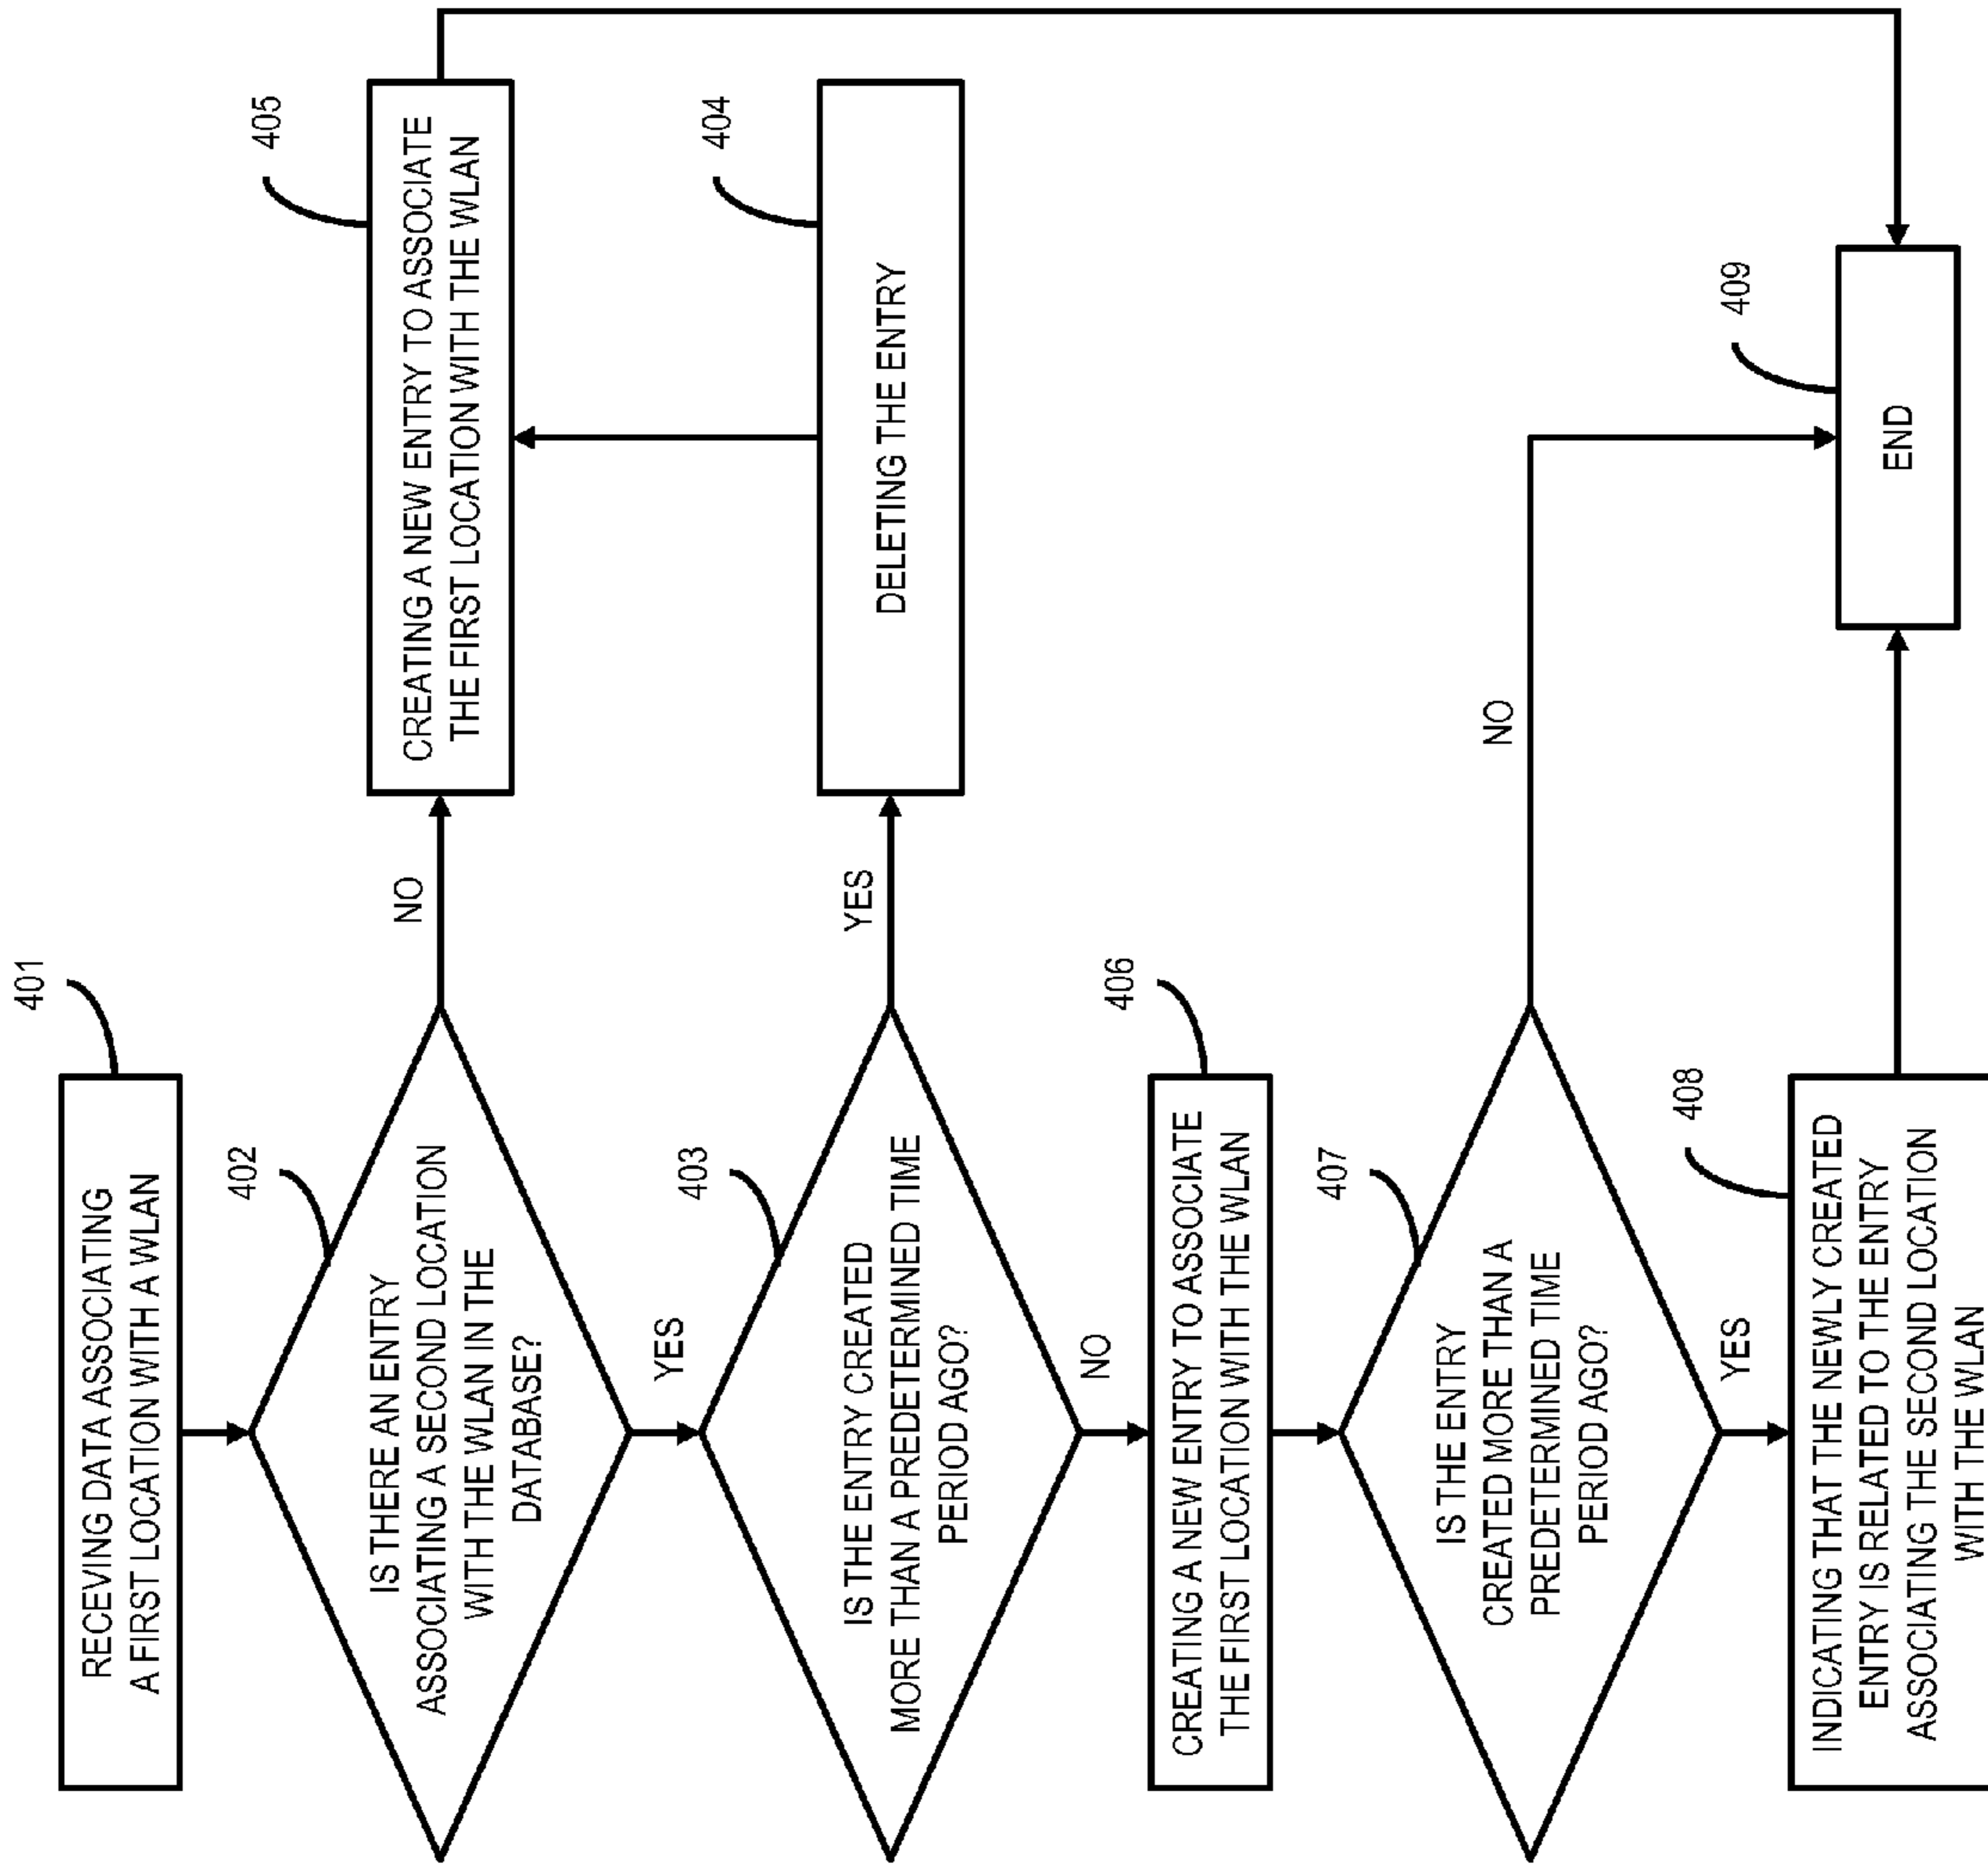 401
RECEIVING DATA ASSOCIATING
A FIRST LOCATION WITH A WLAN
402
IS THERE AN ENTRY
ASSOCIATING A SECOND LOCATION
WITH THE WLAN IN THE
DATABASE?
NO
405
CREATING A NEW ENTRY TO ASSOCIATE
THE FIRST LOCATION WITH THE WLAN
YES
403
IS THE ENTRY CREATED
MORE THAN A PREDETERMINED TIME
PERIOD AGO?
YES
404
DELETING THE ENTRY
NO
406
CREATING A NEW ENTRY TO ASSOCIATE
THE FIRST LOCATION WITH THE WLAN
407
IS THE ENTRY
CREATED MORE THAN A
PREDETERMINED TIME
PERIOD AGO?
NO
YES
408
INDICATING THAT THE NEWLY CREATED
ENTRY IS RELATED TO THE ENTRY
ASSOCIATING THE SECOND LOCATION
WITH THE WLAN
409
END